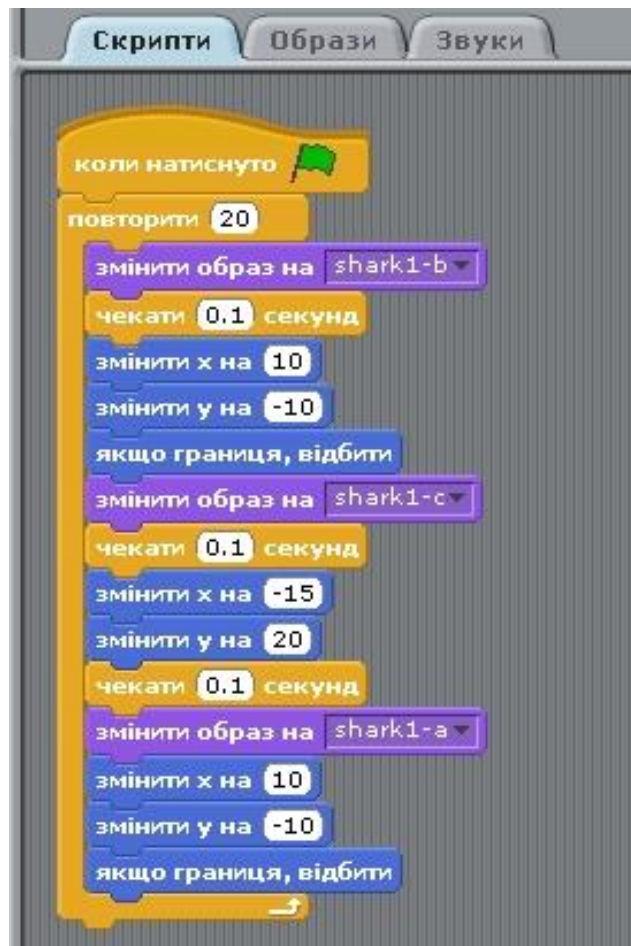 Скрипти Образи Звуки
коли натиснуто
повторити 20
змінити образ на shark1-b
чекати 0.1 секунд
змінити х на 10
змінити у на -10
якщо границя, відбити
змінити образ на shark1-c
чекати 0.1 секунд
змінити х на -15
змінити у на 20
чекати 0.1 секунд
змінити образ на shark1-a
змінити х на 10
змінити у на -10
якщо границя, відбити